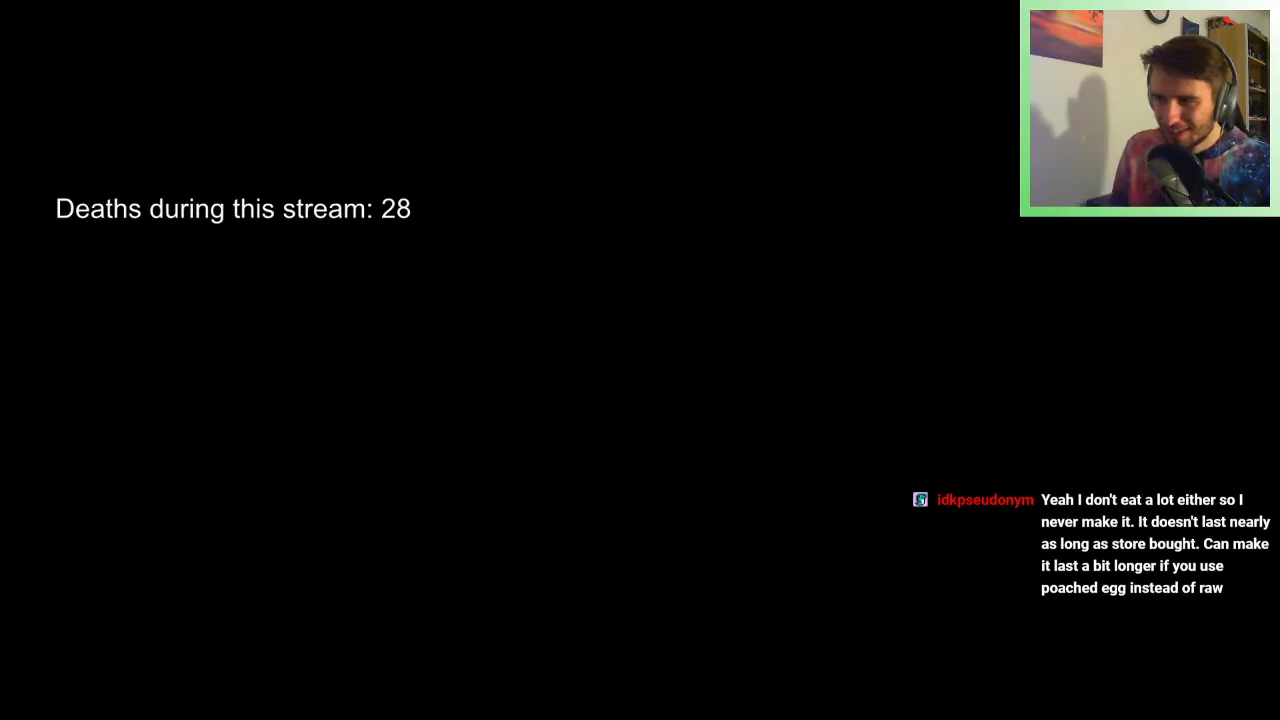 Deaths during this stream: 28
idkpseudonym Yeah I don't eat a lot either so I
never make it. It doesn't last nearly
as long as store bought. Can make
it last a bit longer if you use
poached egg instead of raw